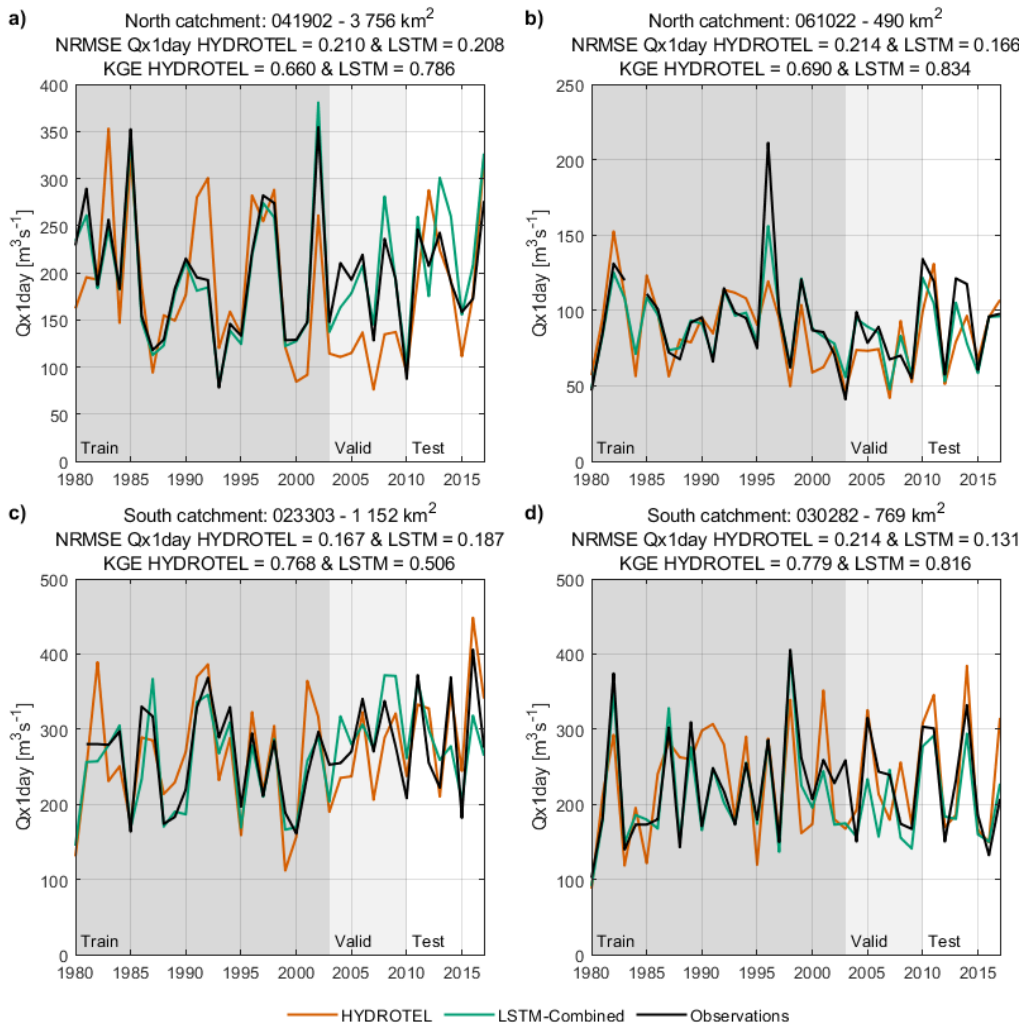 a)
North catchment: 041902 - 3 756 km²
NRMSE Qx1day HYDROTEL = 0.210 & LSTM = 0.208
KGE HYDROTEL = 0.660 & LSTM = 0.786
400
350
300
250
200
150
100
50
0
Qx1day [m³s⁻¹]
Train
Valid
Test
1980 1985 1990 1995 2000 2005 2010 2015
b)
North catchment: 061022 - 490 km²
NRMSE Qx1day HYDROTEL = 0.214 & LSTM = 0.166
KGE HYDROTEL = 0.690 & LSTM = 0.834
250
200
150
100
50
0
Qx1day [m³s⁻¹]
Train
Valid
Test
1980 1985 1990 1995 2000 2005 2010 2015
c)
South catchment: 023303 - 1 152 km²
NRMSE Qx1day HYDROTEL = 0.167 & LSTM = 0.187
KGE HYDROTEL = 0.768 & LSTM = 0.506
500
400
300
200
100
0
Qx1day [m³s⁻¹]
Train
Valid
Test
1980 1985 1990 1995 2000 2005 2010 2015
d)
South catchment: 030282 - 769 km²
NRMSE Qx1day HYDROTEL = 0.214 & LSTM = 0.131
KGE HYDROTEL = 0.779 & LSTM = 0.816
500
400
300
200
100
0
Qx1day [m³s⁻¹]
Train
Valid
Test
1980 1985 1990 1995 2000 2005 2010 2015
HYDROTEL LSTM-Combined Observations